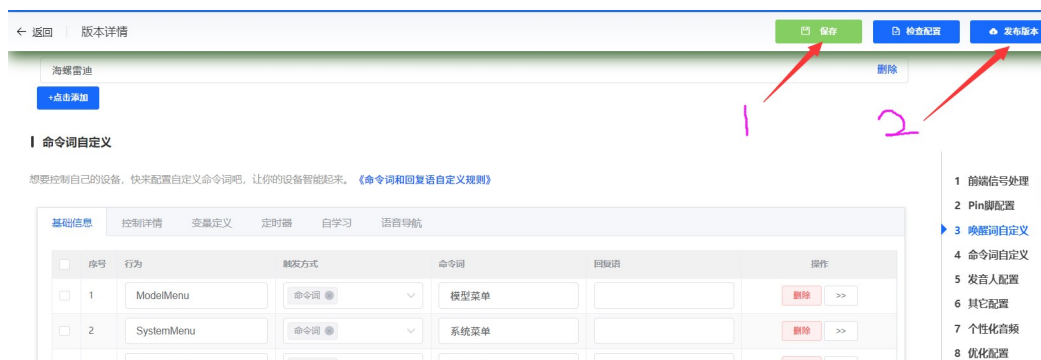 ← 返回 版本详情 保存 检查配置 发布版本
海螺雷迪 删除
+点击添加
1 2
命令词自定义
想要控制自己的设备，快来配置自定义命令词吧，让你的设备智能起来。《命令词和回复语自定义规则》
基础信息 控制详情 变量定义 定时器 自学习 语音导航
序号 行为 触发方式 命令词 回复语 操作
1 ModelMenu 命令词 模型菜单 删除 >>
2 SystemMenu 命令词 系统菜单 删除 >>
1 前端信号处理
2 Pin脚配置
3 唤醒词自定义
4 命令词自定义
5 发音人配置
6 其它配置
7 个性化音频
8 优化配置